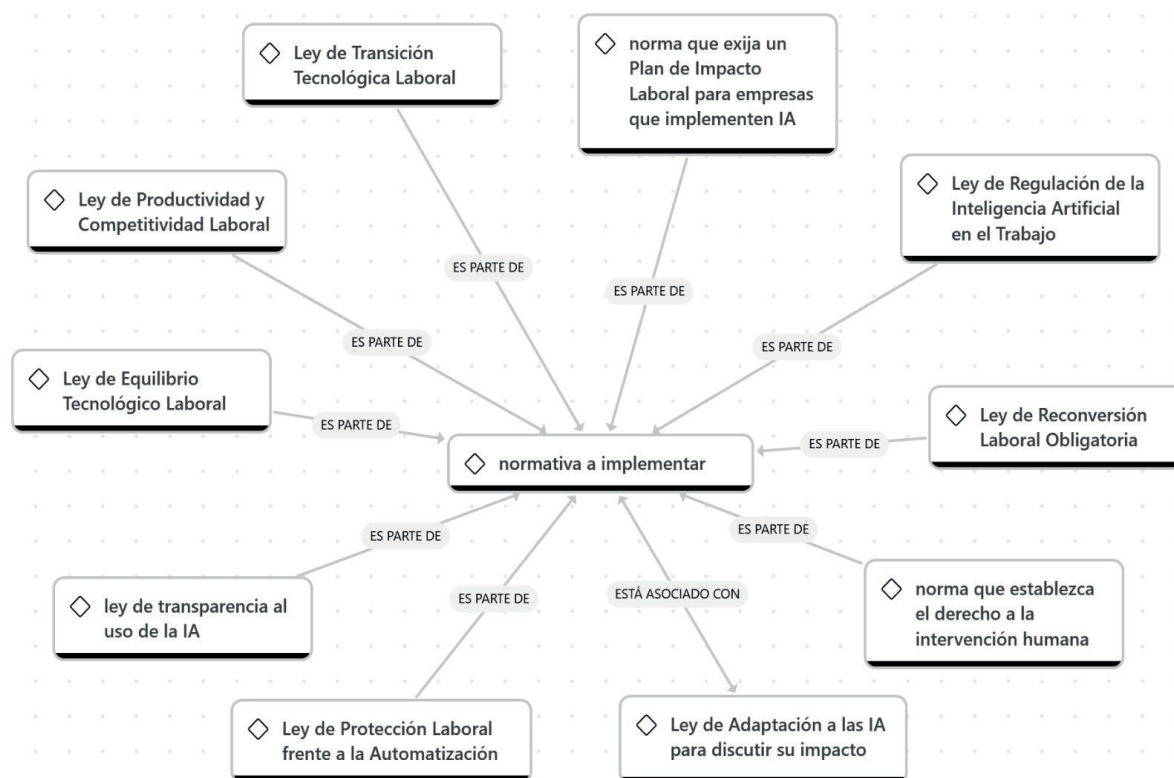 Ley de Transición
Tecnológica Laboral
norma que exija un
Plan de Impacto
Laboral para empresas
que implementen IA
Ley de Productividad y
Competitividad Laboral
Ley de Regulación de la
Inteligencia Artificial
en el Trabajo
ES PARTE DE
ES PARTE DE
ES PARTE DE
ES PARTE DE
Ley de Equilibrio
Tecnológico Laboral
ES PARTE DE
Ley de Reconversión
Laboral Obligatoria
ES PARTE DE
normativa a implementar
ES PARTE DE
ES PARTE DE
ES PARTE DE
ESTÁ ASOCIADO CON
ley de transparencia al
uso de la IA
norma que establezca
el derecho a la
intervención humana
Ley de Protección Laboral
frente a la Automatización
Ley de Adaptación a las IA
para discutir su impacto